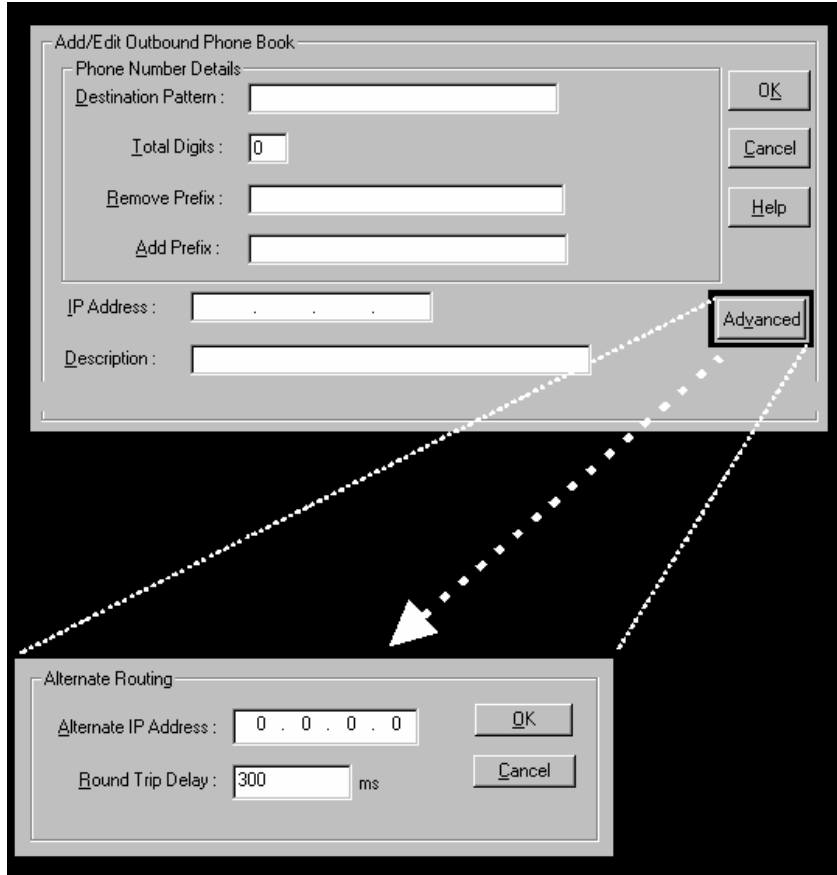 Add/Edit Outbound Phone Book
Phone Number Details
Destination Pattern :
OK
Total Digits : 0
Cancel
Remove Prefix :
Help
Add Prefix :
IP Address : . . .
Advanced
Description :
Alternate Routing
Alternate IP Address : 0 . 0 . 0 . 0
OK
Round Trip Delay : 300 ms
Cancel